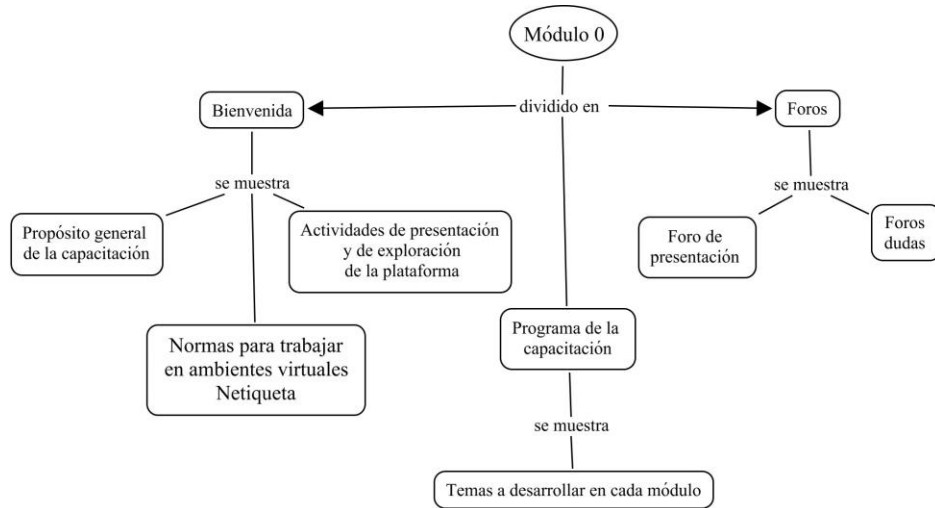 Módulo 0
Bienvenida
dividido en
Foros
se muestra
se muestra
Propósito general
de la capacitación
Actividades de presentación
y de exploración
de la plataforma
Foro de
presentación
Foros
dudas
Normas para trabajar
en ambientes virtuales
Netiqueta
Programa de la
capacitación
se muestra
Temas a desarrollar en cada módulo